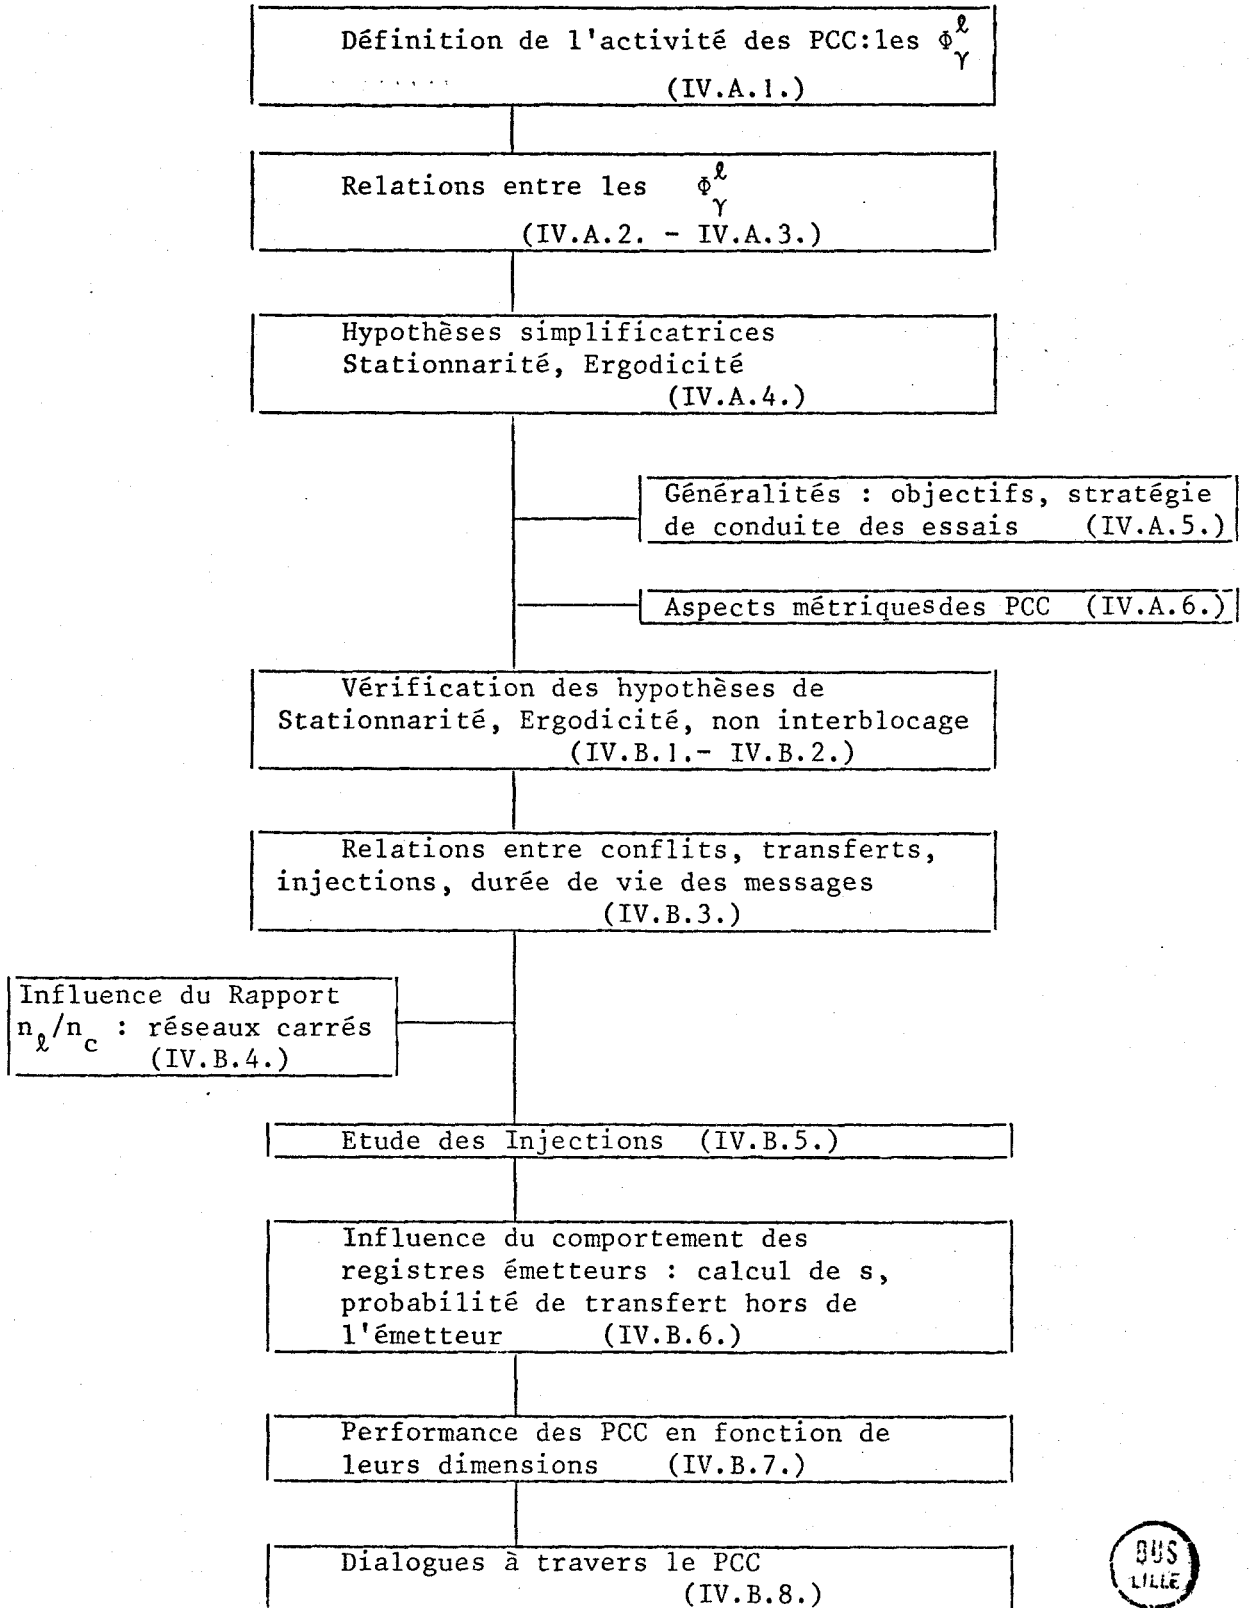 Définition de l'activité des PCC:les Φ^ℓ_γ
(IV.A.1.)
Relations entre les Φ^ℓ_γ
(IV.A.2. - IV.A.3.)
Hypothèses simplificatrices
Stationnarité, Ergodicité
(IV.A.4.)
Généralités : objectifs, stratégie
de conduite des essais (IV.A.5.)
Aspects métriquesdes PCC (IV.A.6.)
Vérification des hypothèses de
Stationnarité, Ergodicité, non interblocage
(IV.B.1.- IV.B.2.)
Relations entre conflits, transferts,
injections, durée de vie des messages
(IV.B.3.)
Influence du Rapport
n_ℓ/n_c : réseaux carrés
(IV.B.4.)
Etude des Injections (IV.B.5.)
Influence du comportement des
registres émetteurs : calcul de s,
probabilité de transfert hors de
l'émetteur (IV.B.6.)
Performance des PCC en fonction de
leurs dimensions (IV.B.7.)
Dialogues à travers le PCC
(IV.B.8.)
BUS
LILLE